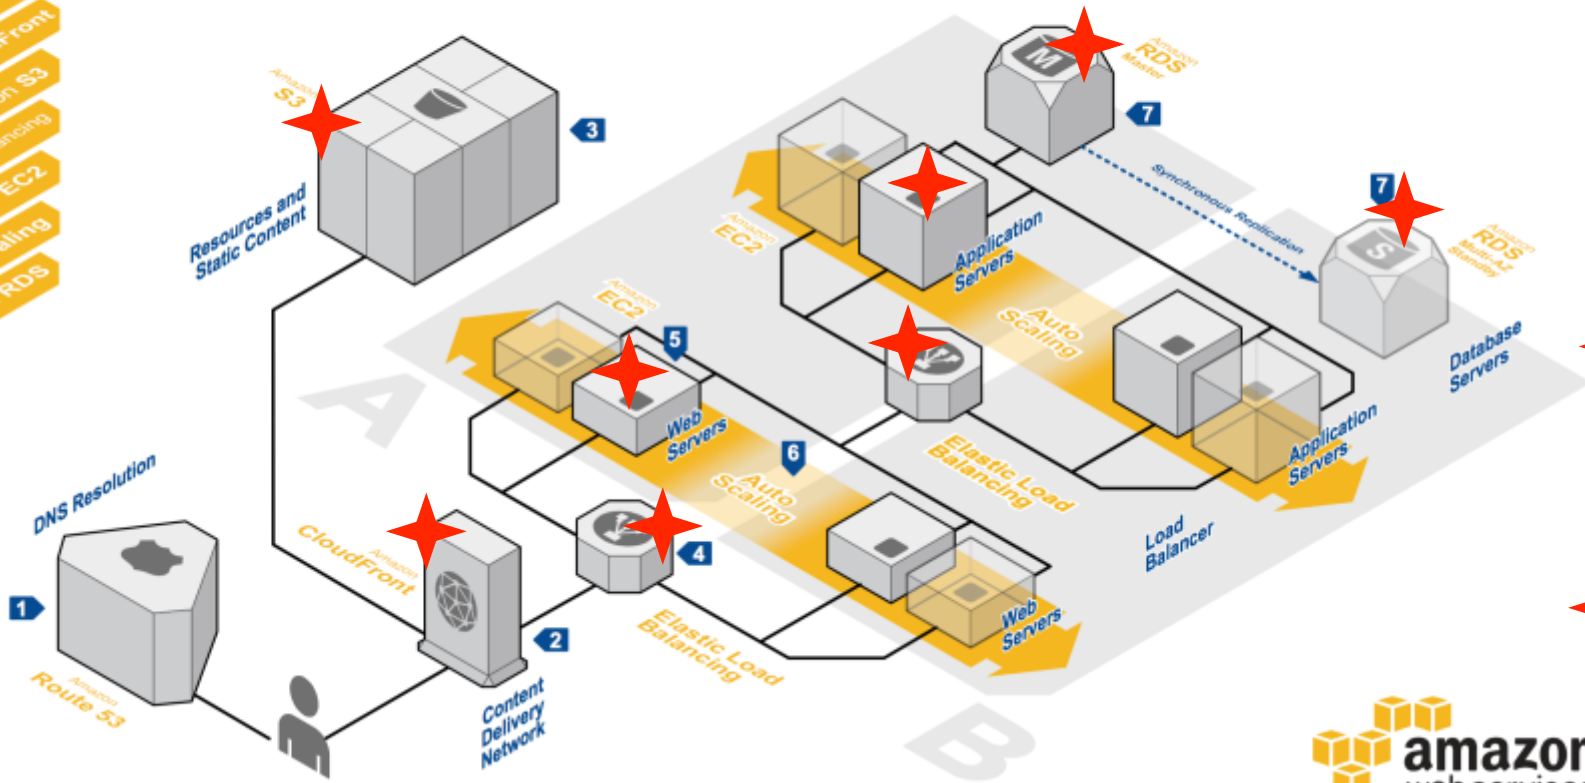 Front
S3
ancing
EC2
aling
RDS
Amazon
S3
3
Resources and
Static Content
Amazon
RDS
Master
7
Synchronous Replication
7
Amazon
RDS
Multi-AZ
Standby
Database
Servers
Amazon
EC2
Application
Servers
Auto
Scaling
Application
Servers
Amazon
EC2
5
Web
Servers
6
Auto
Scaling
Elastic Load
Balancing
Load
Balancer
A
DNS Resolution
1
Amazon
Route 53
Amazon
CloudFront
2
Content
Delivery
Network
4
Elastic Load
Balancing
Web
Servers
B
M
S
amazon